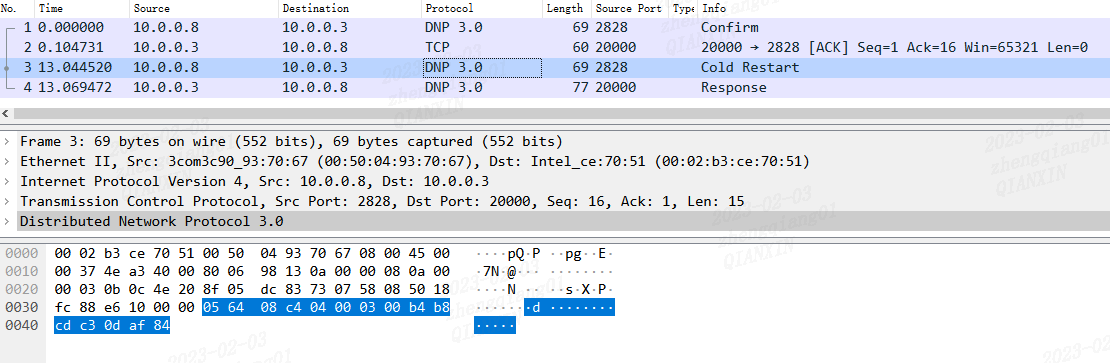 No. Time Source Destination Protocol Length Source Port Type Info
1 0.000000 10.0.0.8 10.0.0.3 DNP 3.0 69 2828 Confirm
2 0.104731 10.0.0.3 10.0.0.8 TCP 60 20000 20000 → 2828 [ACK] Seq=1 Ack=16 Win=65321 Len=0
3 13.044520 10.0.0.8 10.0.0.3 DNP 3.0 69 2828 Cold Restart
4 13.069472 10.0.0.3 10.0.0.8 DNP 3.0 77 20000 Response
Frame 3: 69 bytes on wire (552 bits), 69 bytes captured (552 bits)
Ethernet II, Src: 3com3c90_93:70:67 (00:50:04:93:70:67), Dst: Intel_ce:70:51 (00:02:b3:ce:70:51)
Internet Protocol Version 4, Src: 10.0.0.8, Dst: 10.0.0.3
Transmission Control Protocol, Src Port: 2828, Dst Port: 20000, Seq: 16, Ack: 1, Len: 15
Distributed Network Protocol 3.0
0000 00 02 b3 ce 70 51 00 50 04 93 70 67 08 00 45 00 ····pQ·P ··pg··E·
0010 00 37 4e a3 40 00 80 06 98 13 0a 00 00 08 0a 00 ·7N·@··· ········
0020 00 03 0b 0c 4e 20 8f 05 dc 83 73 07 58 08 50 18 ····N ·· ··s·X·P·
0030 fc 88 e6 10 00 00 05 64 08 c4 04 00 03 00 b4 b8 ·······d ········
0040 cd c3 0d af 84 ·····
2023-02-03
zhengqiang01
QIANXIN